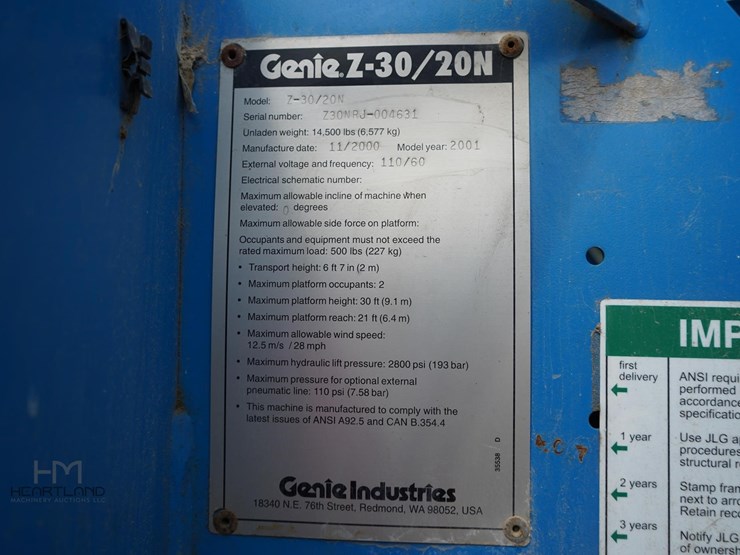 Genie Z-30/20N
Model: Z-30/20N
Serial number: Z30NRJ-004631
Unladen weight: 14,500 lbs (6,577 kg)
Manufacture date: 11/2000 Model year: 2001
External voltage and frequency: 110/60
Electrical schematic number:
Maximum allowable incline of machine when
elevated: 0 degrees
Maximum allowable side force on platform:
Occupants and equipment must not exceed the
rated maximum load: 500 lbs (227 kg)
• Transport height: 6 ft 7 in (2 m)
• Maximum platform occupants: 2
• Maximum platform height: 30 ft (9.1 m)
• Maximum platform reach: 21 ft (6.4 m)
• Maximum allowable wind speed:
12.5 m/s / 28 mph
• Maximum hydraulic lift pressure: 2800 psi (193 bar)
• Maximum pressure for optional external
pneumatic line: 110 psi (7.58 bar)
• This machine is manufactured to comply with the
latest issues of ANSI A92.5 and CAN B.354.4
35538 D
Genie Industries
18340 N.E. 76th Street, Redmond, WA 98052, USA
IMP
first
delivery
ANSI requi
performed
accordance
specificatio
1 year
Use JLG a
procedures
structural r
2 years
Stamp fran
next to arro
Retain reco
3 years
Notify JLG
of ownersh
HM
HEARTLAND
MACHINERY AUCTIONS LLC